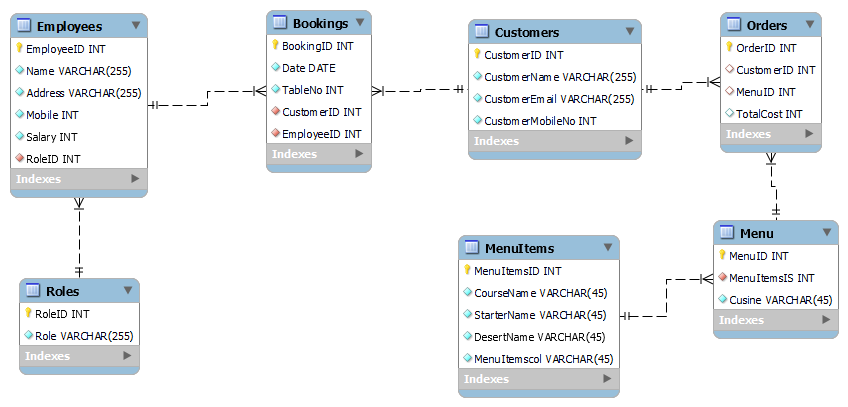 Employees
EmployeeID INT
Name VARCHAR(255)
Address VARCHAR(255)
Mobile INT
Salary INT
RoleID INT
Indexes
Bookings
BookingID INT
Date DATE
TableNo INT
CustomerID INT
EmployeeID INT
Indexes
Customers
CustomerID INT
CustomerName VARCHAR(255)
CustomerEmail VARCHAR(255)
CustomerMobileNo INT
Indexes
Orders
OrderID INT
CustomerID INT
MenuID INT
TotalCost INT
Indexes
Roles
RoleID INT
Role VARCHAR(255)
Indexes
MenuItems
MenuItemsID INT
CourseName VARCHAR(45)
StarterName VARCHAR(45)
DesertName VARCHAR(45)
MenuItemscol VARCHAR(45)
Indexes
Menu
MenuID INT
MenuItemsIS INT
Cusine VARCHAR(45)
Indexes